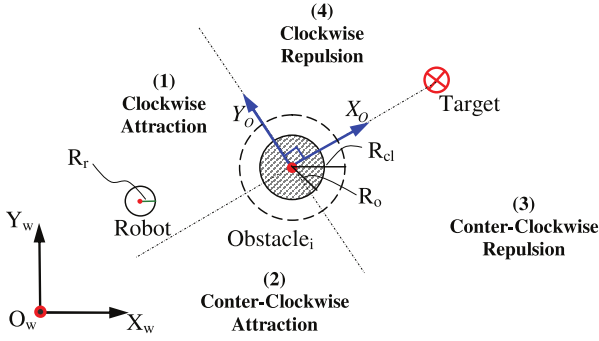 (4)
Clockwise
Repulsion
(1)
Clockwise
Attraction
Y_O
X_O
Target
R_r
R_cl
R_o
Robot
Obstacle_i
(3)
Conter-Clockwise
Repulsion
Y_w
(2)
Conter-Clockwise
Attraction
O_w
X_w